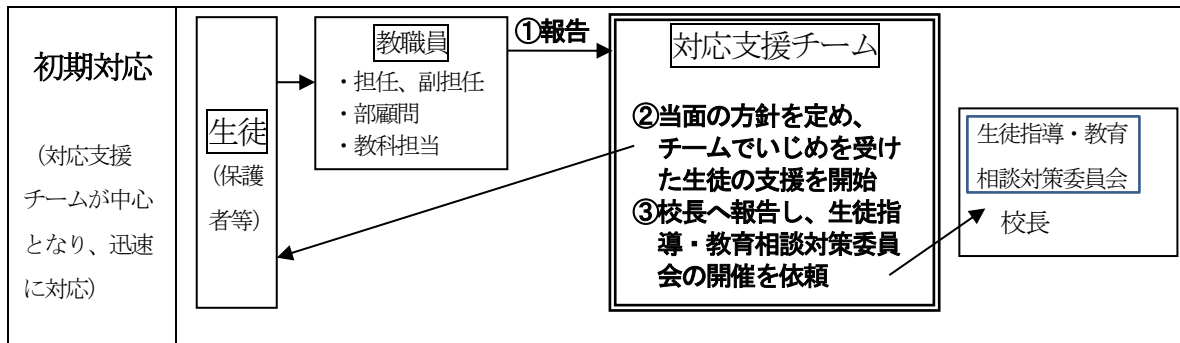 初期対応
(対応支援
チームが中心
となり、迅速
に対応)
生徒
(保護
者等)
教職員
・担任、副担任
・部顧問
・教科担当
①報告
対応支援チーム
②当面の方針を定め、
チームでいじめを受け
た生徒の支援を開始
③校長へ報告し、生徒指
導・教育相談対策委員
会の開催を依頼
生徒指導・教育
相談対策委員会
校長